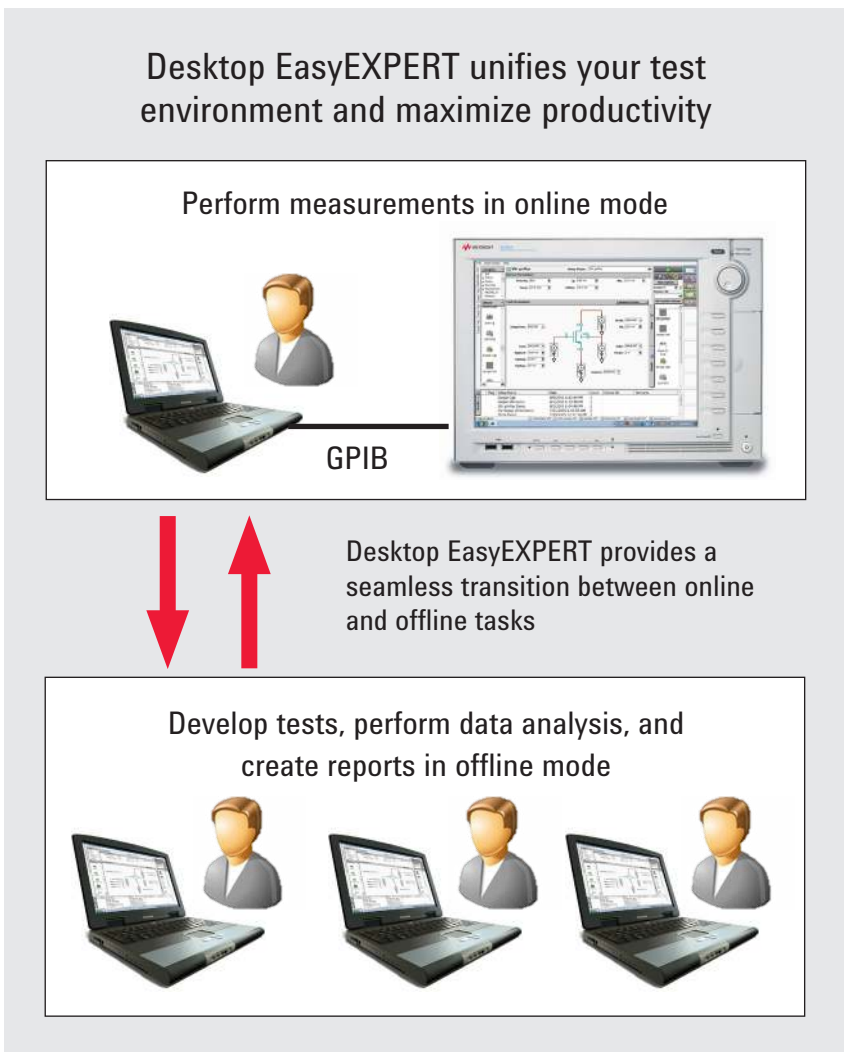 Desktop EasyEXPERT unifies your test
environment and maximize productivity
Perform measurements in online mode
KEYSIGHT
GPIB
Desktop EasyEXPERT provides a
seamless transition between online
and offline tasks
Develop tests, perform data analysis, and
create reports in offline mode